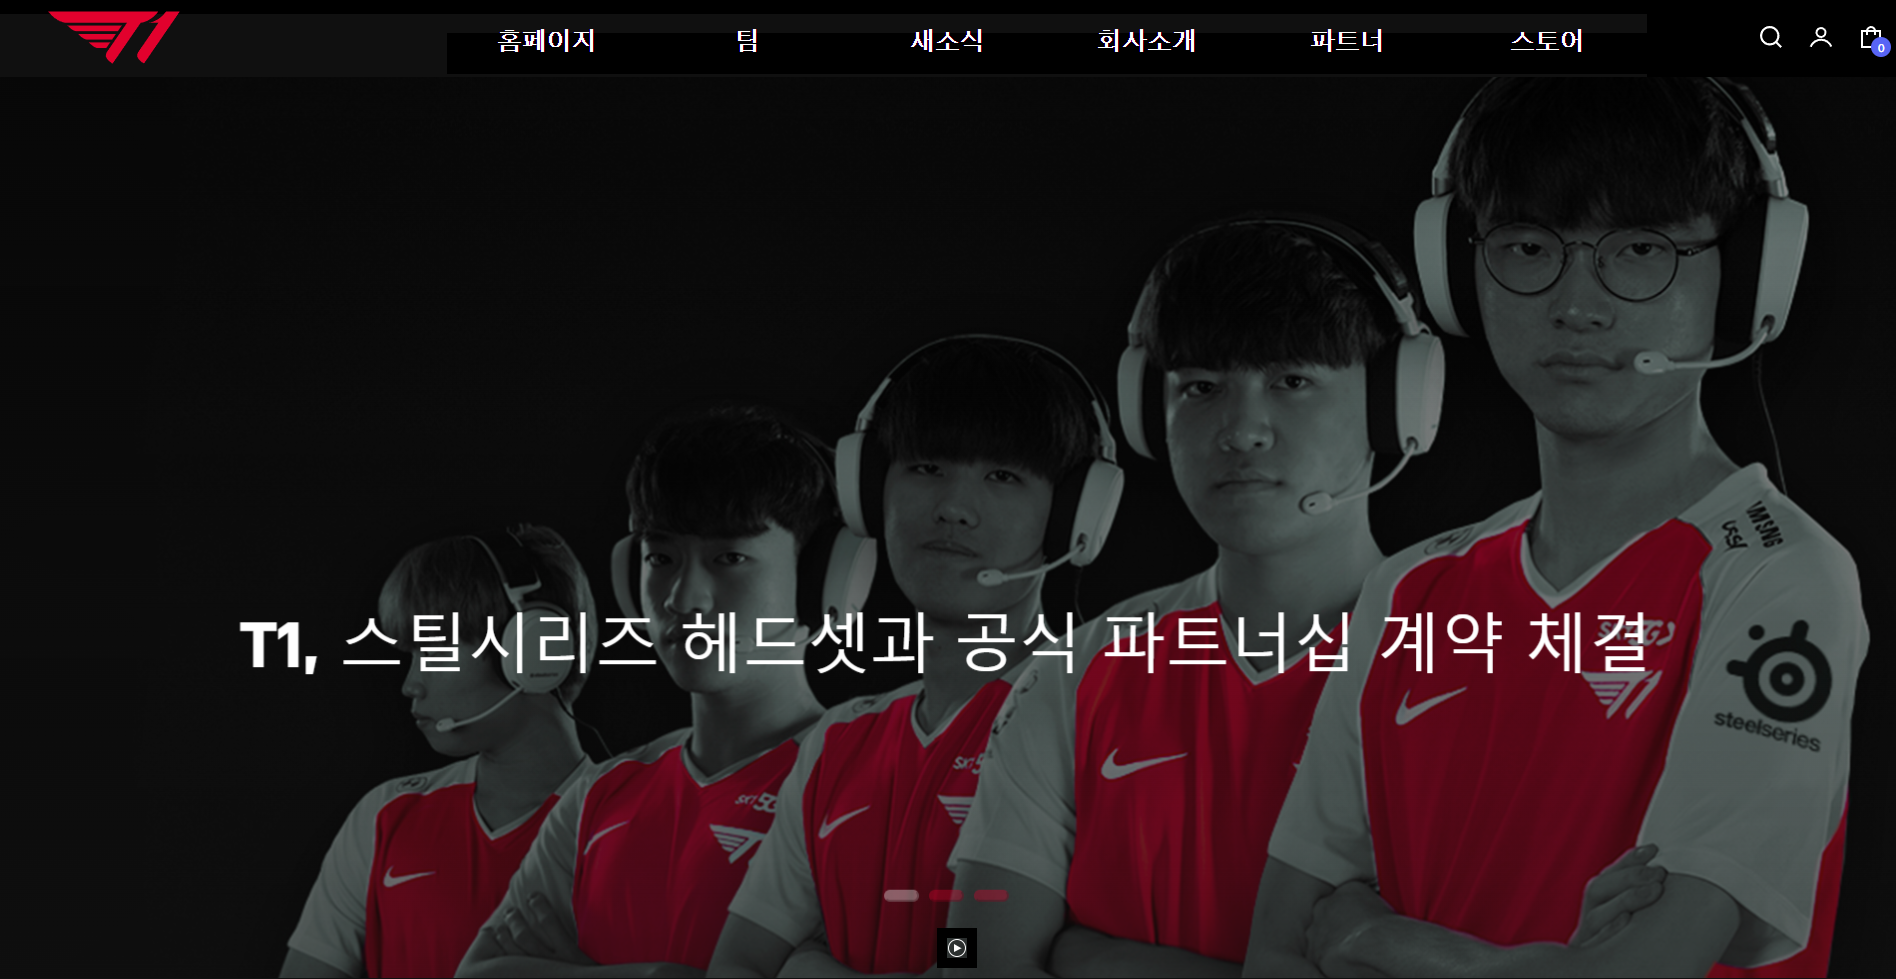 T1
홈페이지 팀 새소식 회사소개 파트너 스토어
0
T1, 스틸시리즈 헤드셋과 공식 파트너십 계약 체결
T1
steelseries